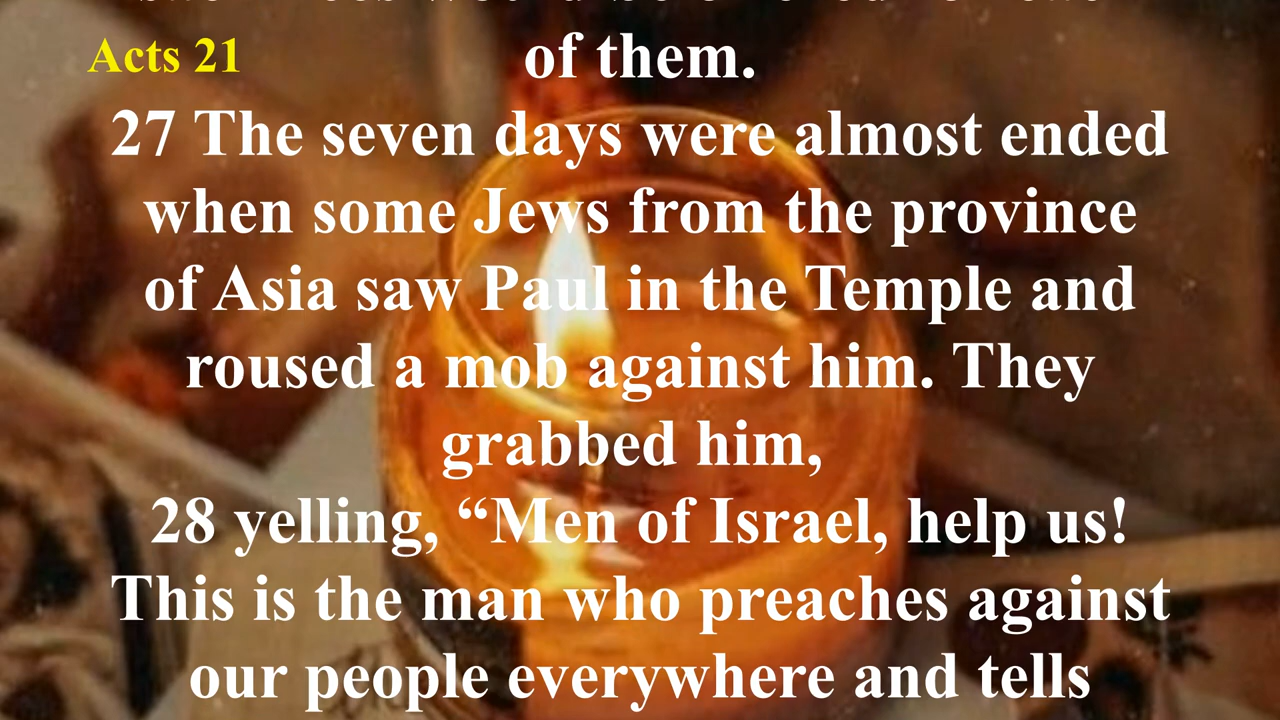 Acts 21
of them.
27 The seven days were almost ended
when some Jews from the province
of Asia saw Paul in the Temple and
roused a mob against him. They
grabbed him,
28 yelling, “Men of Israel, help us!
This is the man who preaches against
our people everywhere and tells